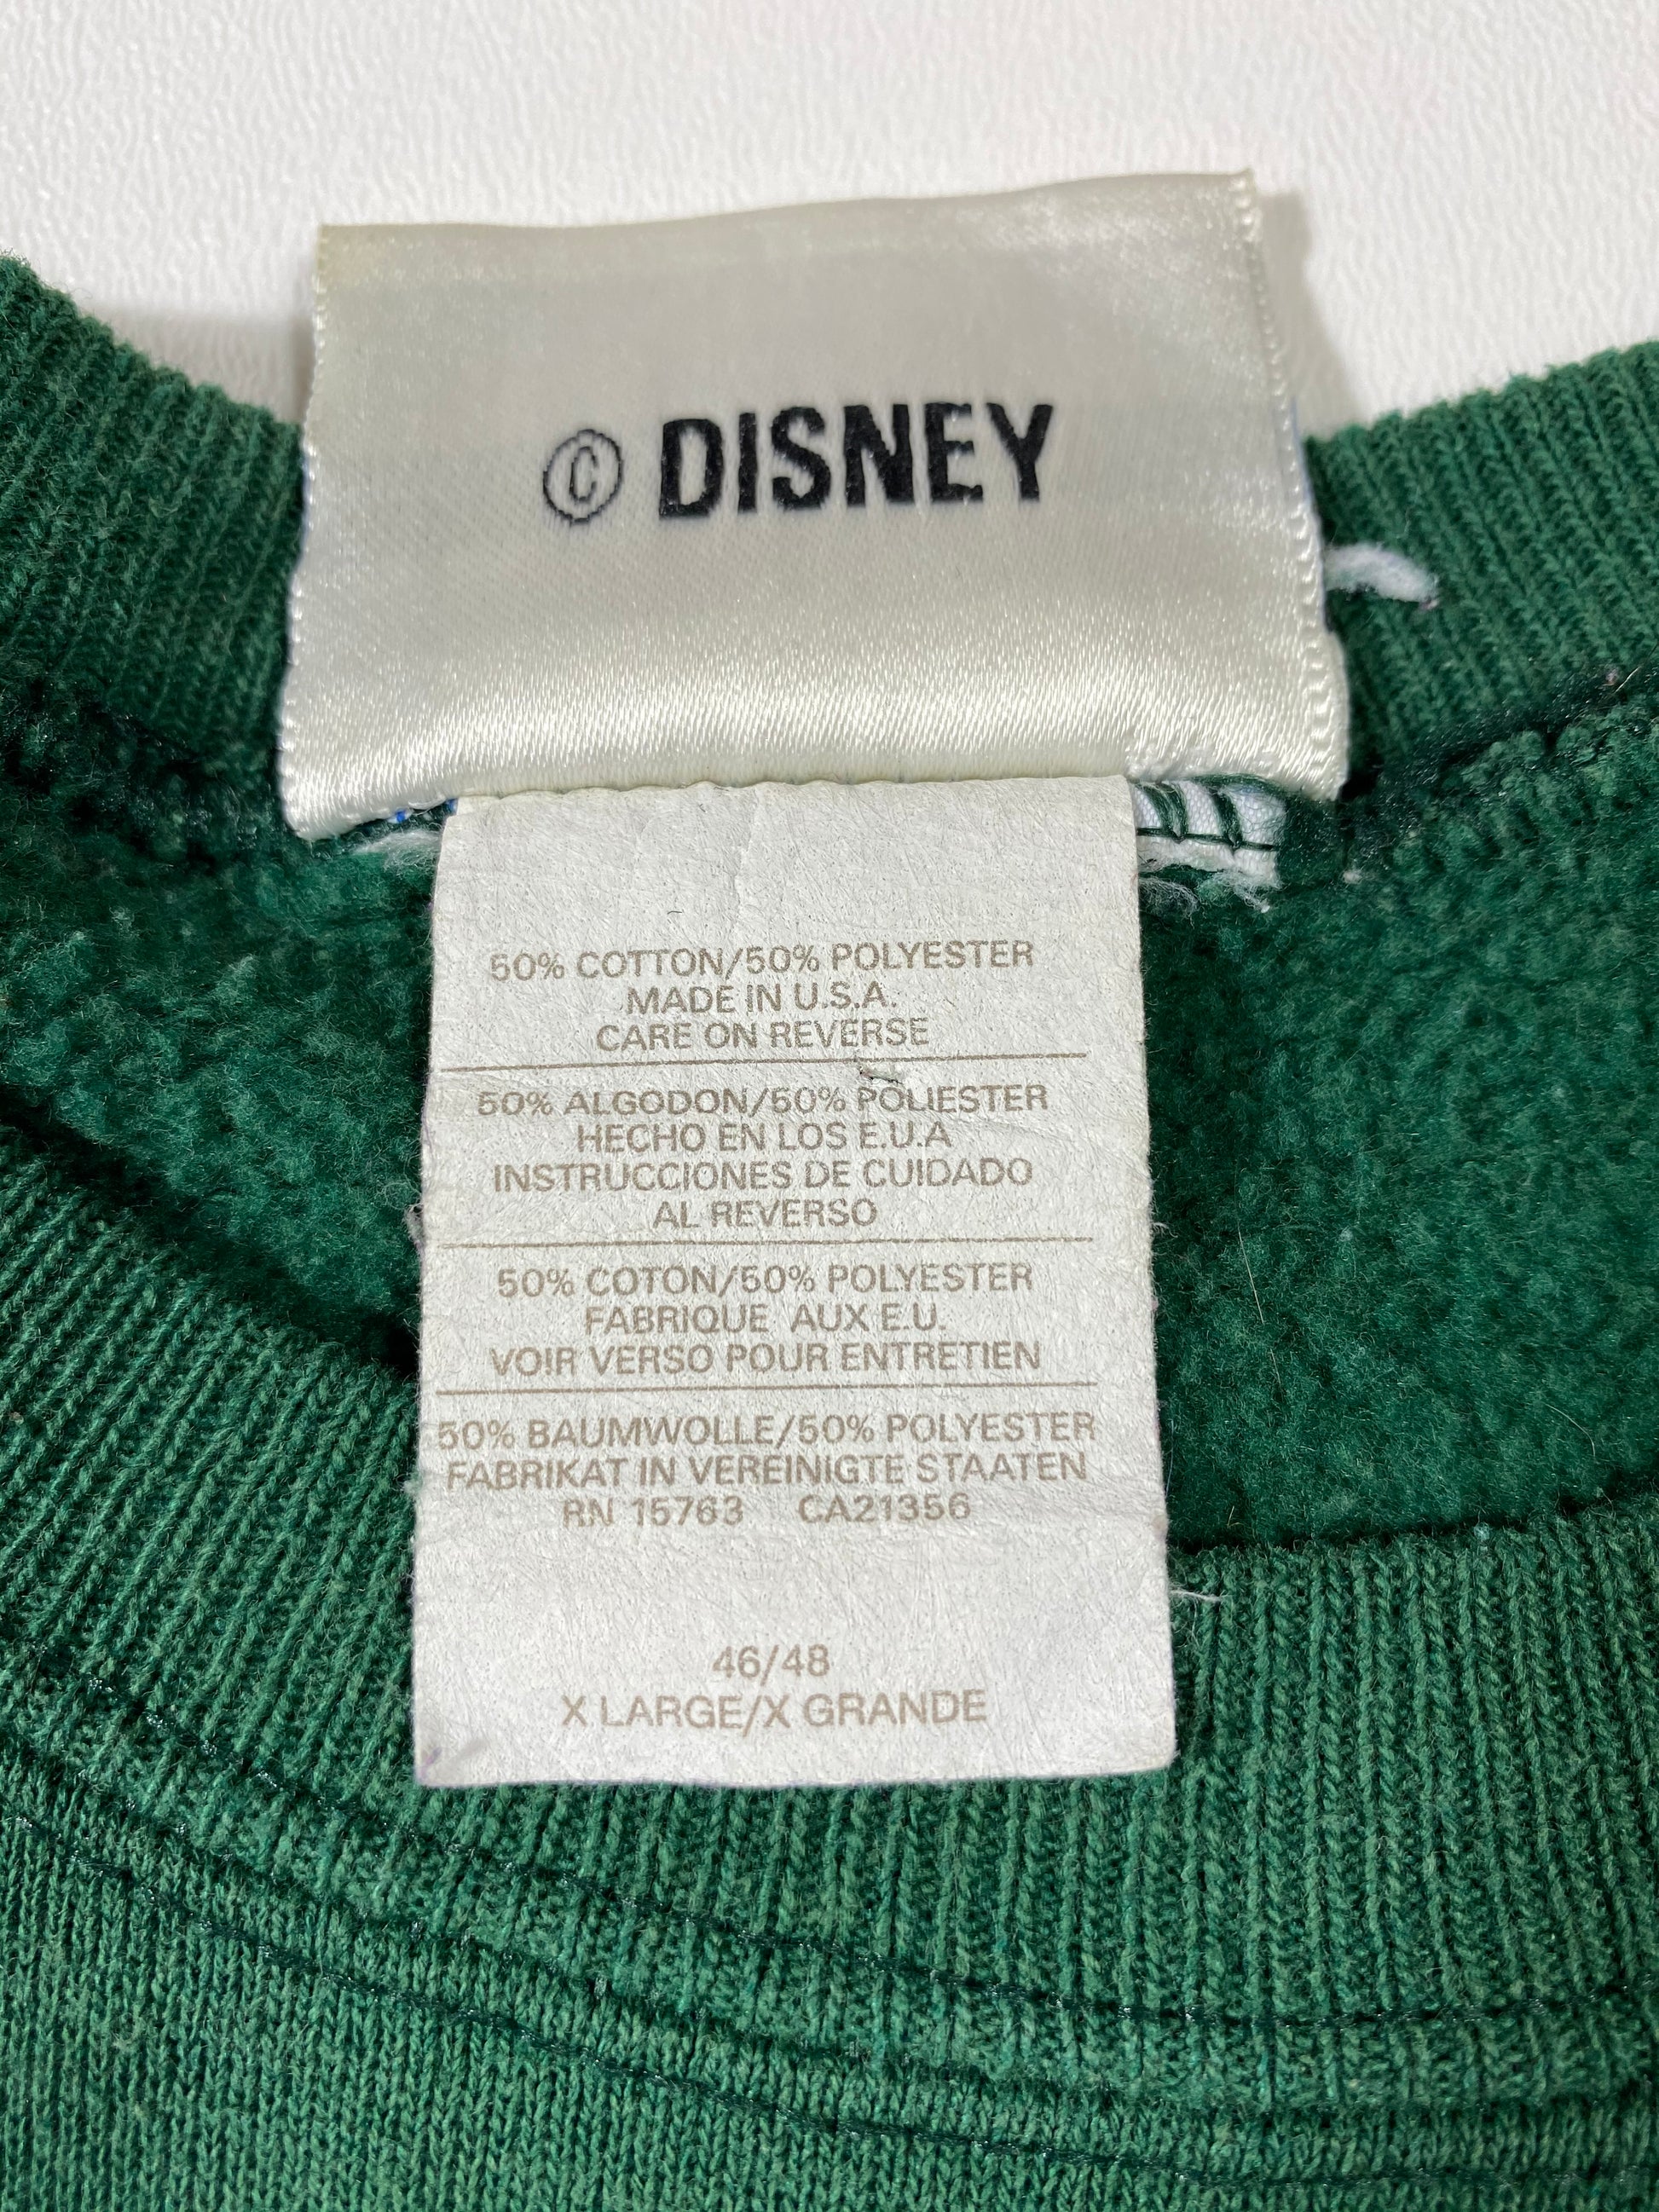 © DISNEY
50% COTTON/50% POLYESTER
MADE IN U.S.A.
CARE ON REVERSE
50% ALGODON/50% POLIESTER
HECHO EN LOS E.U.A
INSTRUCCIONES DE CUIDADO
AL REVERSO
50% COTON/50% POLYESTER
FABRIQUE AUX E.U.
VOIR VERSO POUR ENTRETIEN
50% BAUMWOLLE/50% POLYESTER
FABRIKAT IN VEREINIGTE STAATEN
RN 15763 CA21356
46/48
X LARGE/X GRANDE